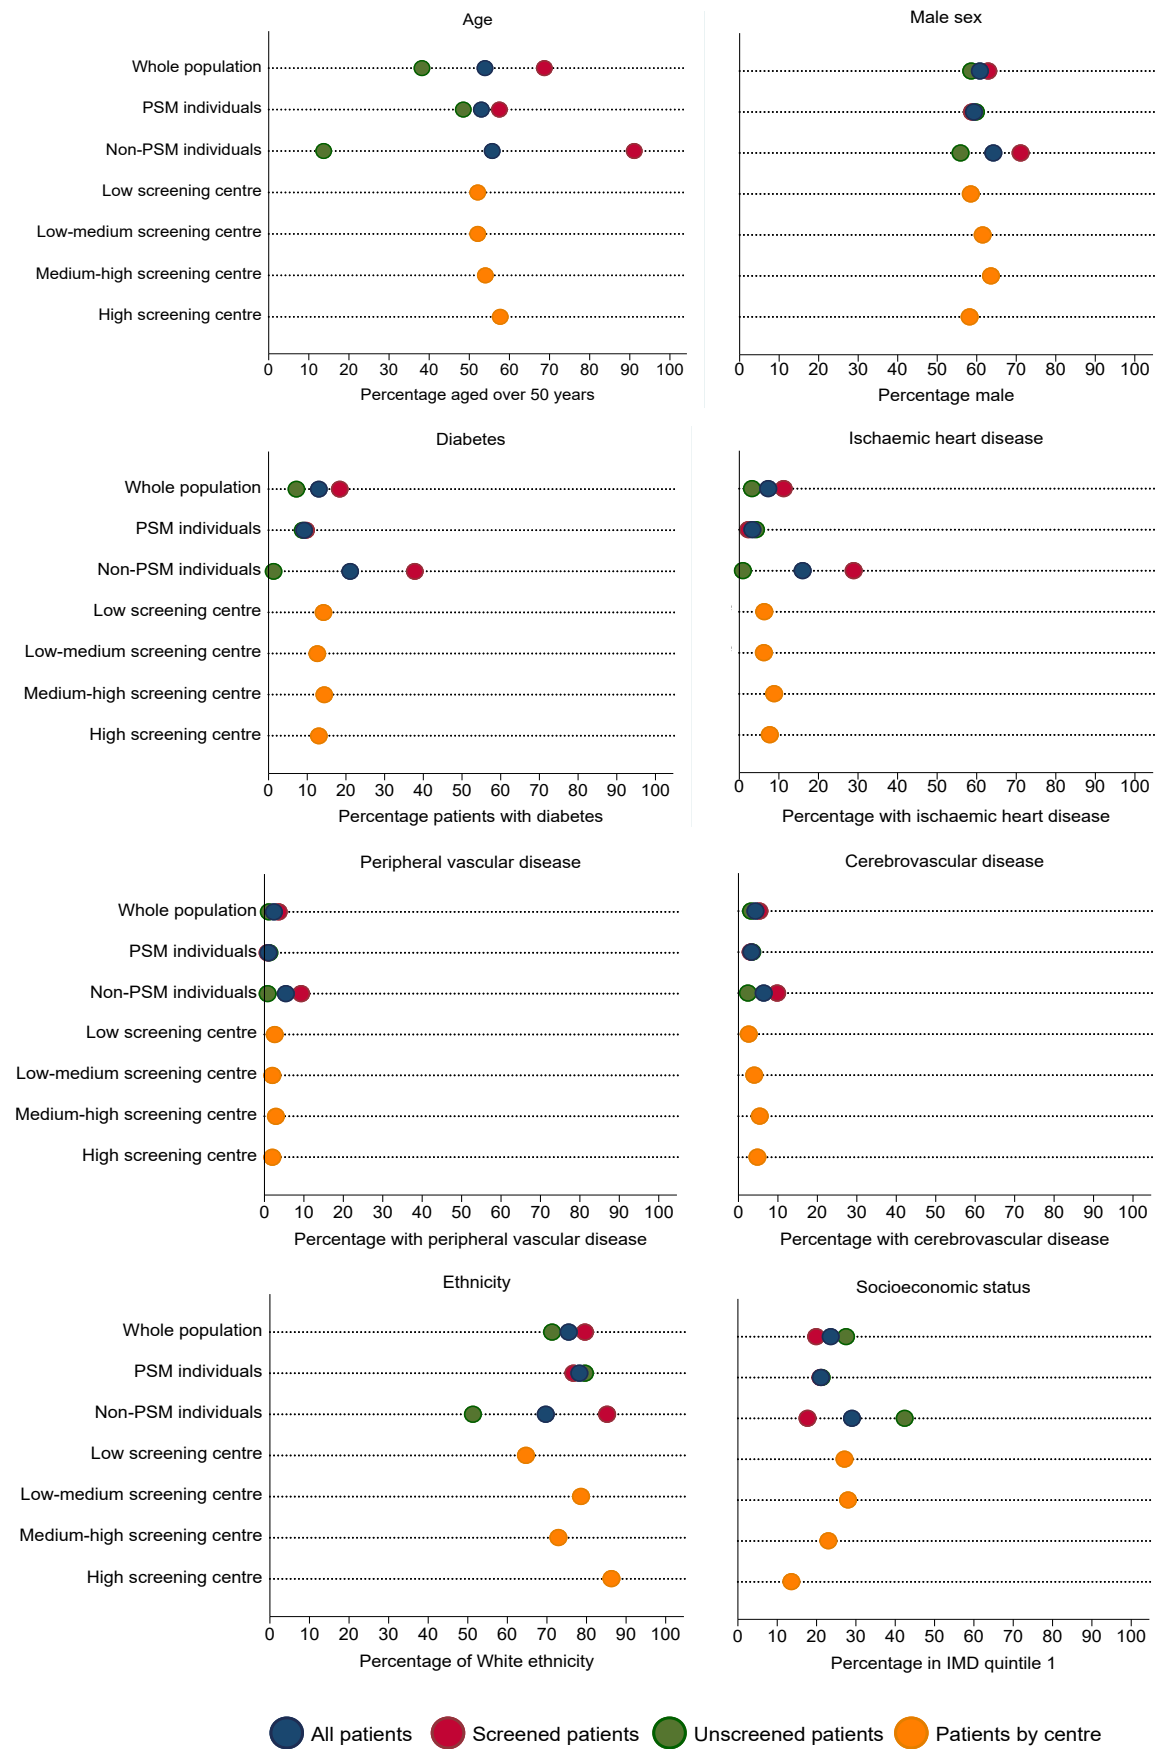 Age
Whole population
PSM individuals
Non-PSM individuals
Low screening centre
Low-medium screening centre
Medium-high screening centre
High screening centre
0 10 20 30 40 50 60 70 80 90 100
Percentage aged over 50 years
Male sex
0 10 20 30 40 50 60 70 80 90 100
Percentage male
Diabetes
Whole population
PSM individuals
Non-PSM individuals
Low screening centre
Low-medium screening centre
Medium-high screening centre
High screening centre
0 10 20 30 40 50 60 70 80 90 100
Percentage patients with diabetes
Ischaemic heart disease
0 10 20 30 40 50 60 70 80 90 100
Percentage with ischaemic heart disease
Peripheral vascular disease
Whole population
PSM individuals
Non-PSM individuals
Low screening centre
Low-medium screening centre
Medium-high screening centre
High screening centre
0 10 20 30 40 50 60 70 80 90 100
Percentage with peripheral vascular disease
Cerebrovascular disease
0 10 20 30 40 50 60 70 80 90 100
Percentage with cerebrovascular disease
Ethnicity
Whole population
PSM individuals
Non-PSM individuals
Low screening centre
Low-medium screening centre
Medium-high screening centre
High screening centre
0 10 20 30 40 50 60 70 80 90 100
Percentage of White ethnicity
Socioeconomic status
0 10 20 30 40 50 60 70 80 90 100
Percentage in IMD quintile 1
All patients Screened patients Unscreened patients Patients by centre